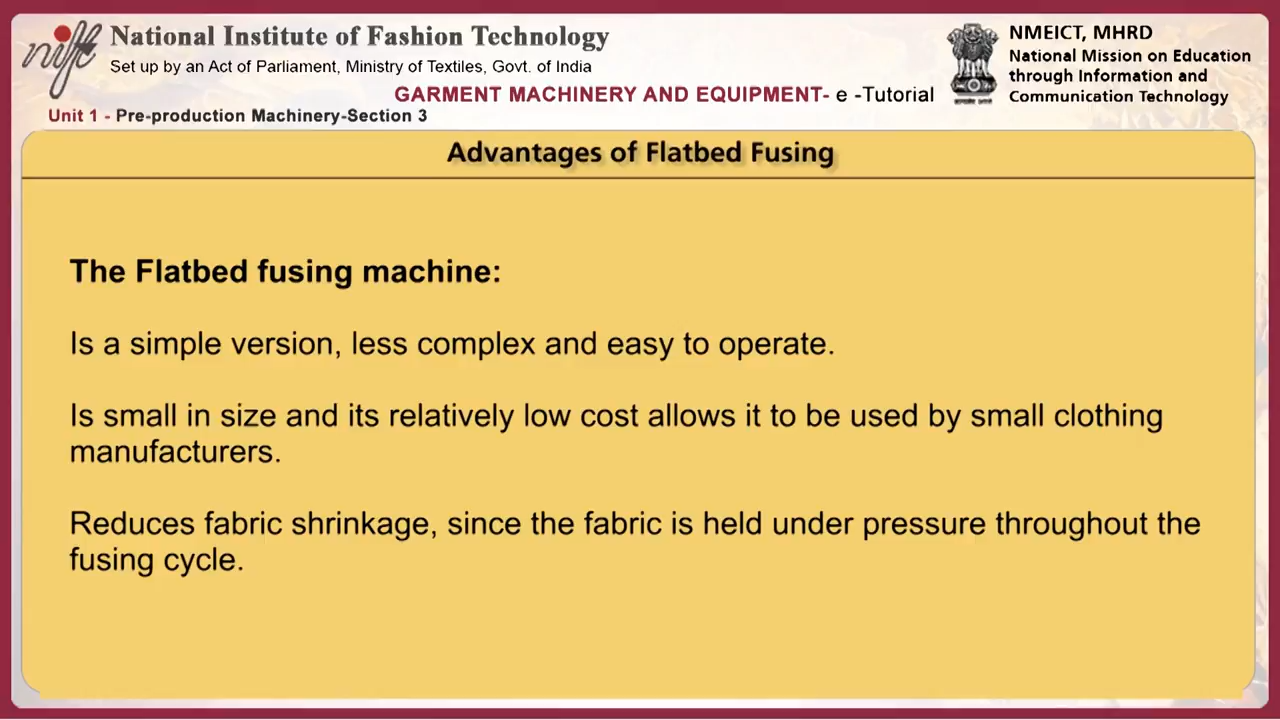 nift
National Institute of Fashion Technology
Set up by an Act of Parliament, Ministry of Textiles, Govt. of India
GARMENT MACHINERY AND EQUIPMENT- e -Tutorial
Unit 1 - Pre-production Machinery-Section 3
NMEICT, MHRD
National Mission on Education
through Information and
Communication Technology
Advantages of Flatbed Fusing
The Flatbed fusing machine:
Is a simple version, less complex and easy to operate.
Is small in size and its relatively low cost allows it to be used by small clothing
manufacturers.
Reduces fabric shrinkage, since the fabric is held under pressure throughout the
fusing cycle.